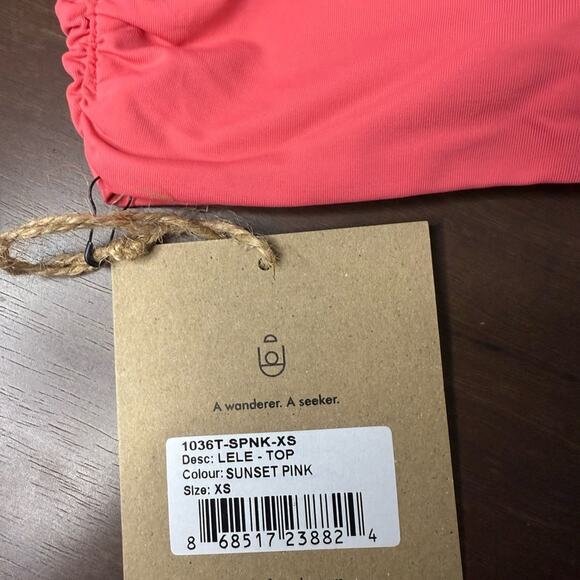 A wanderer. A seeker.
1036T-SPNK-XS
Desc: LELE - TOP
Colour: SUNSET PINK
Size: XS
8 68517 23882 4